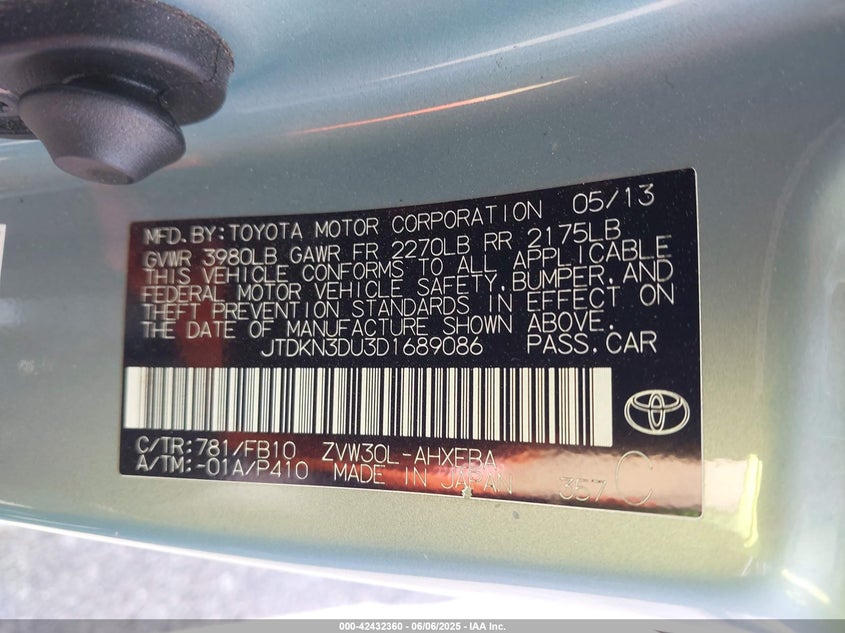 MFD.BY:TOYOTA MOTOR CORPORATION 05/13
GVWR 3980LB GAWR FR 2270LB RR 2175LB
THIS VEHICLE CONFORMS TO ALL APPLICABLE
FEDERAL MOTOR VEHICLE SAFETY,BUMPER,AND
THEFT PREVENTION STANDARDS IN EFFECT ON
THE DATE OF MANUFACTURE SHOWN ABOVE.
JTDKN3DU3D1689086 PASS.CAR
C/TR:781/FB10 ZVW30L-AHXEBA
A/TM:-01A/P410 MADE IN JAPAN 357 C
000-42432360 - 06/06/2025 - IAA Inc.